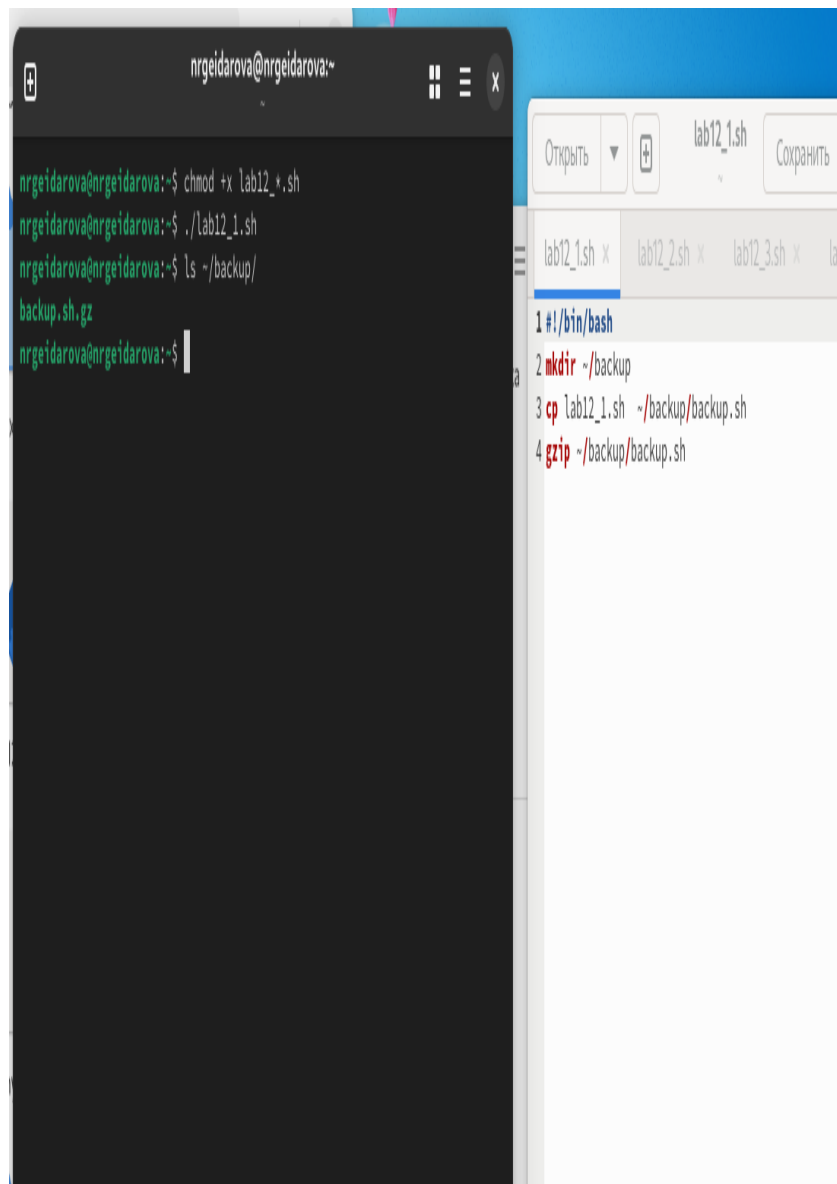 nrgeidarova@nrgeidarova:~
~
nrgeidarova@nrgeidarova:~$ chmod +x lab12_*.sh
nrgeidarova@nrgeidarova:~$ ./lab12_1.sh
nrgeidarova@nrgeidarova:~$ ls ~/backup/
backup.sh.gz
nrgeidarova@nrgeidarova:~$
Открыть
lab12_1.sh
~
Сохранить
lab12_1.sh × lab12_2.sh × lab12_3.sh ×
1 #!/bin/bash
2 mkdir ~/backup
3 cp lab12_1.sh ~/backup/backup.sh
4 gzip ~/backup/backup.sh